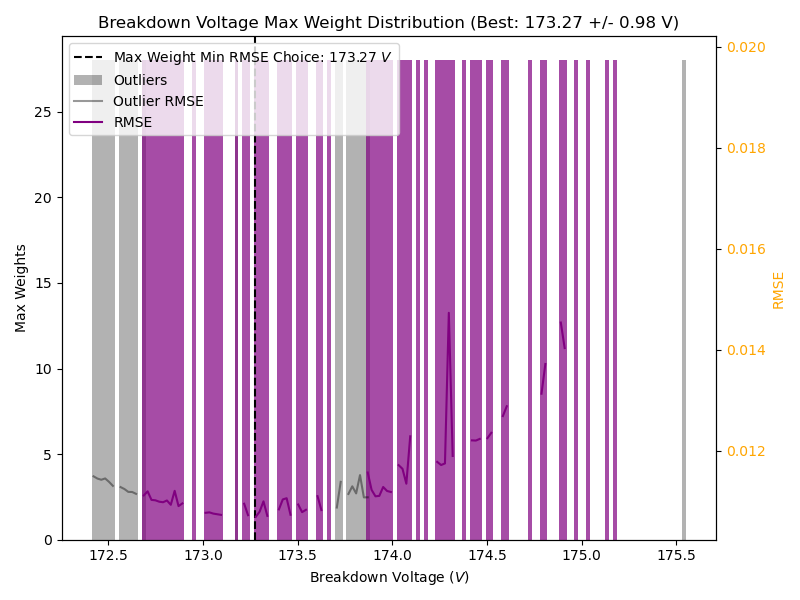 Breakdown Voltage Max Weight Distribution (Best: 173.27 +/- 0.98 V)
Max Weight Min RMSE Choice: 173.27 V
Outliers
Outlier RMSE
RMSE
Max Weights
25
20
15
10
5
0
172.5 173.0 173.5 174.0 174.5 175.0 175.5
Breakdown Voltage (V)
0.020
0.018
0.016
0.014
0.012
RMSE